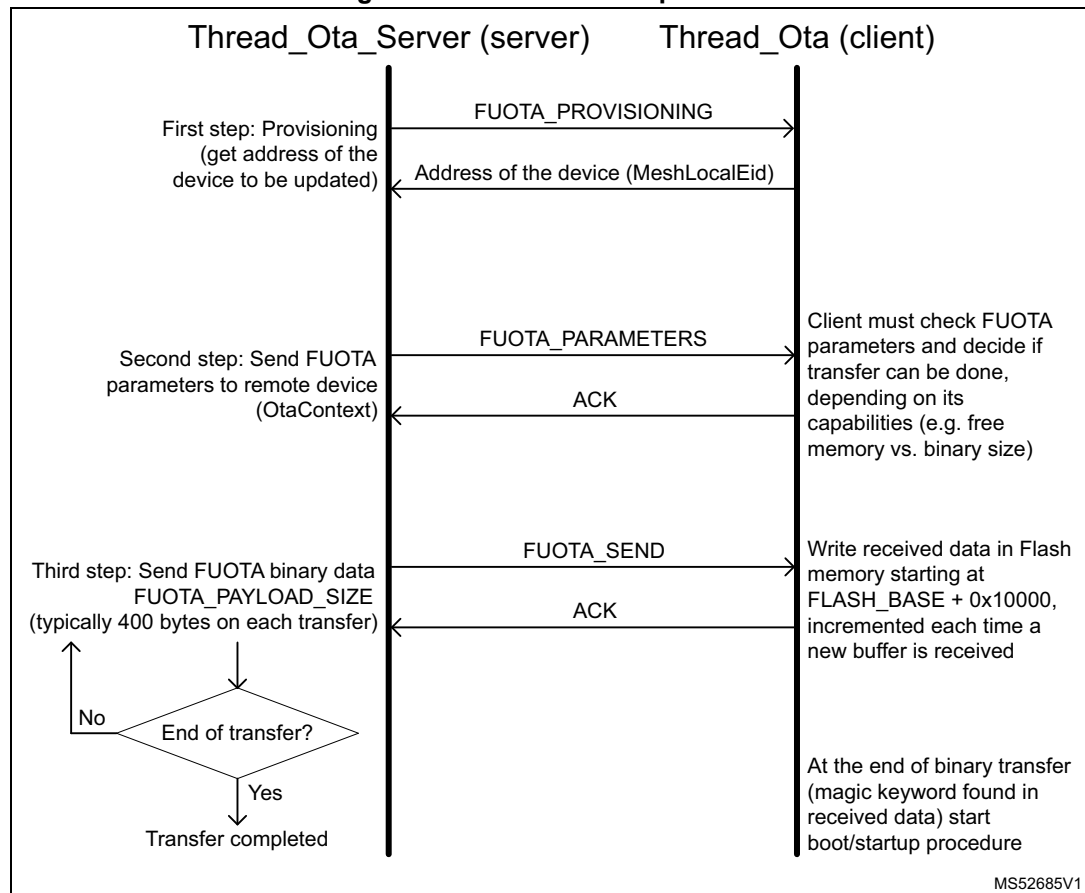 Thread_Ota_Server (server)
Thread_Ota (client)
First step: Provisioning
(get address of the
device to be updated)
FUOTA_PROVISIONING
Address of the device (MeshLocalEid)
Second step: Send FUOTA
parameters to remote device
(OtaContext)
FUOTA_PARAMETERS
ACK
Client must check FUOTA
parameters and decide if
transfer can be done,
depending on its
capabilities (e.g. free
memory vs. binary size)
Third step: Send FUOTA binary data
FUOTA_PAYLOAD_SIZE
(typically 400 bytes on each transfer)
FUOTA_SEND
ACK
Write received data in Flash
memory starting at
FLASH_BASE + 0x10000,
incremented each time a
new buffer is received
No
End of transfer?
Yes
Transfer completed
At the end of binary transfer
(magic keyword found in
received data) start
boot/startup procedure
MS52685V1